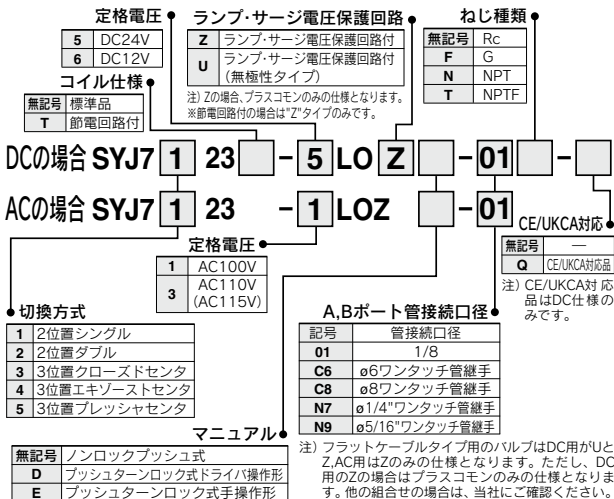 定格電圧
5 DC24V
6 DC12V
ランプ・サージ電圧保護回路
Z ランプ・サージ電圧保護回路付
U ランプ・サージ電圧保護回路付
（無極性タイプ）
注）Zの場合、プラスコモンのみの仕様となります。
※節電回路付の場合は"Z"タイプのみです。
ねじ種類
無記号 Rc
F G
N NPT
T NPTF
コイル仕様
無記号 標準品
T 節電回路付
DCの場合 SYJ7 1 23 - 5 LO Z - 01 -
ACの場合 SYJ7 1 23 - 1 LOZ - 01
定格電圧
1 AC100V
3 AC110V
(AC115V)
CE/UKCA対応
無記号 —
Q CE/UKCA対応品
注）CE/UKCA対応
品はDC仕様の
みです。
切換方式
1 2位置シングル
2 2位置ダブル
3 3位置クローズドセンタ
4 3位置エキゾーストセンタ
5 3位置プレッシャセンタ
A,Bポート管接続口径
記号 管接続口径
01 1/8
C6 ø6ワンタッチ管継手
C8 ø8ワンタッチ管継手
N7 ø1/4"ワンタッチ管継手
N9 ø5/16"ワンタッチ管継手
マニュアル
無記号 ノンロックプッシュ式
D プッシュターンロック式ドライバ操作形
E プッシュターンロック式手操作形
注）フラットケーブルタイプ用のバルブはDC用がUと
Z,AC用はZのみの仕様となります。ただし、DC
用のZの場合はプラスコモンのみの仕様となりま
す。他の組合せの場合は、当社にご確認ください。